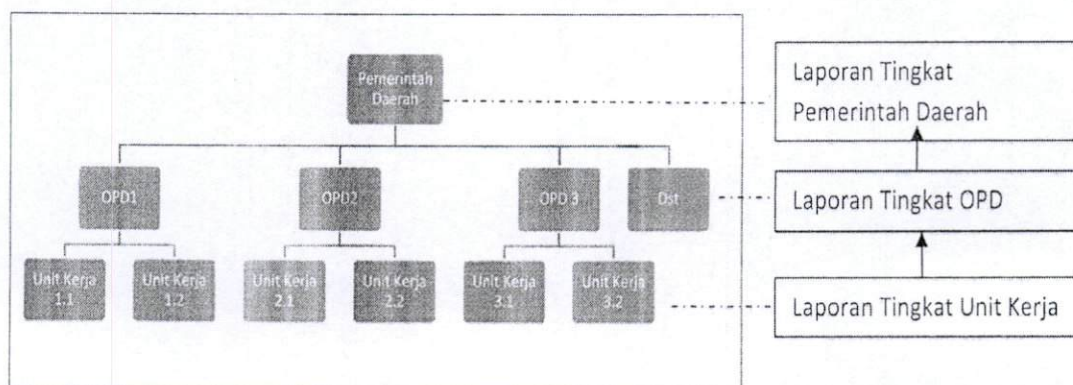 Pemerintah
Daerah
OPD1
OPD2
OPD 3
Dst
Unit Kerja
1.1
Unit Kerja
1.2
Unit Kerja
2.1
Unit Kerja
2.2
Unit Kerja
3.1
Unit Kerja
3.2
Laporan Tingkat
Pemerintah Daerah
Laporan Tingkat OPD
Laporan Tingkat Unit Kerja